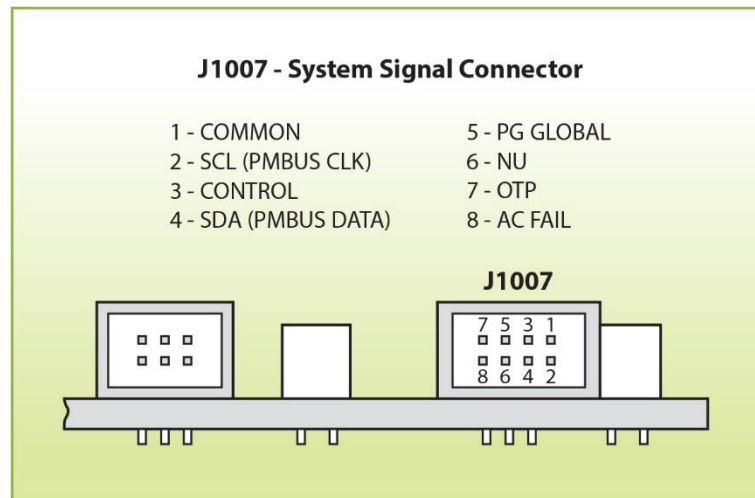 J1007 - System Signal Connector
1 - COMMON
2 - SCL (PMBUS CLK)
3 - CONTROL
4 - SDA (PMBUS DATA)
5 - PG GLOBAL
6 - NU
7 - OTP
8 - AC FAIL
J1007
7 5 3 1
8 6 4 2